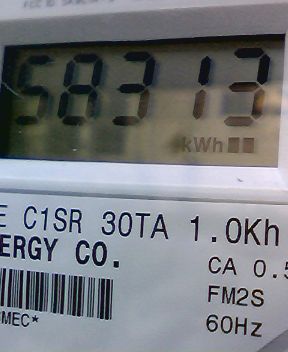 58313
kWh
E C1SR 30TA 1.0Kh
ERGY CO.
CA 0.5
FM2S
MEC*
60Hz